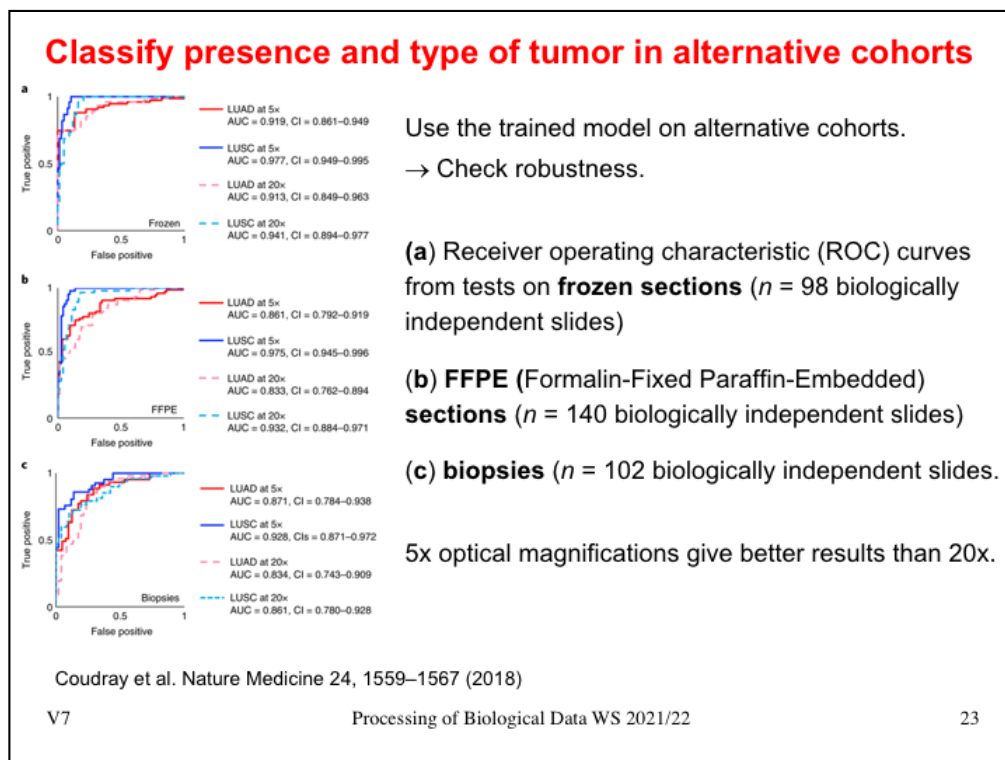 Classify presence and type of tumor in alternative cohorts
a
1
0.5
0
True positive
0
0.5
1
False positive
Frozen
LUAD at 5×
AUC = 0.919, CI = 0.861–0.949
LUSC at 5×
AUC = 0.977, CI = 0.949–0.995
LUAD at 20×
AUC = 0.913, CI = 0.849–0.963
LUSC at 20×
AUC = 0.941, CI = 0.894–0.977
b
1
0.5
0
True positive
0
0.5
1
False positive
FFPE
LUAD at 5×
AUC = 0.861, CI = 0.792–0.919
LUSC at 5×
AUC = 0.975, CI = 0.945–0.996
LUAD at 20×
AUC = 0.833, CI = 0.762–0.894
LUSC at 20×
AUC = 0.932, CI = 0.884–0.971
c
1
0.5
0
True positive
0
0.5
1
False positive
Biopsies
LUAD at 5×
AUC = 0.871, CI = 0.784–0.938
LUSC at 5×
AUC = 0.928, CIs = 0.871–0.972
LUAD at 20×
AUC = 0.834, CI = 0.743–0.909
LUSC at 20×
AUC = 0.861, CI = 0.780–0.928
Use the trained model on alternative cohorts.
→ Check robustness.
(a) Receiver operating characteristic (ROC) curves
from tests on frozen sections (n = 98 biologically
independent slides)
(b) FFPE (Formalin-Fixed Paraffin-Embedded)
sections (n = 140 biologically independent slides)
(c) biopsies (n = 102 biologically independent slides.
5x optical magnifications give better results than 20x.
Coudray et al. Nature Medicine 24, 1559–1567 (2018)
V7
Processing of Biological Data WS 2021/22
23